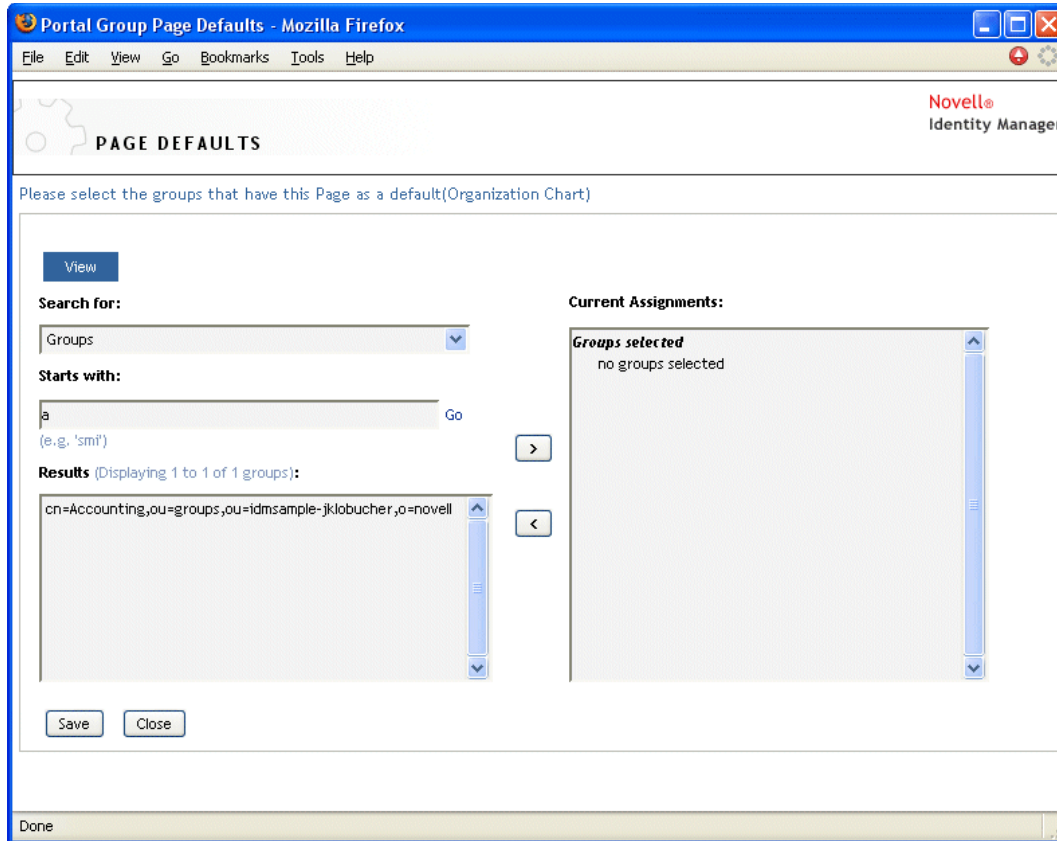 Portal Group Page Defaults - Mozilla Firefox
File Edit View Go Bookmarks Tools Help
Novell®
Identity Manager
PAGE DEFAULTS
Please select the groups that have this Page as a default(Organization Chart)
View
Search for:
Groups
Starts with:
a
Go
(e.g. 'smi')
Results (Displaying 1 to 1 of 1 groups):
cn=Accounting,ou=groups,ou=idmsample-jklobucher,o=novell
>
<
Current Assignments:
Groups selected
no groups selected
Save Close
Done